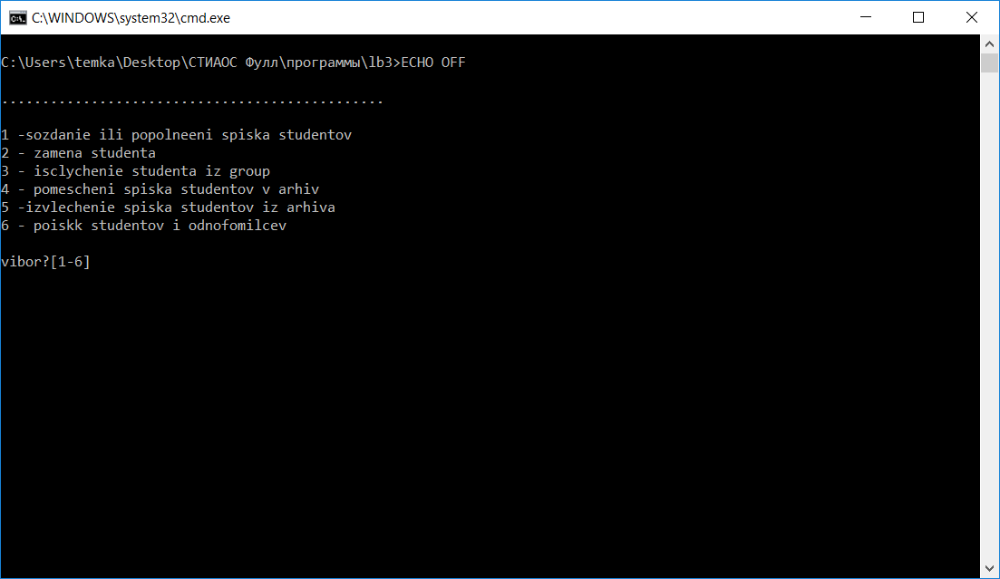 C:\WINDOWS\system32\cmd.exe
C:\Users\temka\Desktop\СТИАОС Фулл\программы\lb3>ECHO OFF
...............................................
1 -sozdanie ili popolneeni spiska studentov
2 - zamena studenta
3 - isclychenie studenta iz group
4 - pomescheni spiska studentov v arhiv
5 -izvlechenie spiska studentov iz arhiva
6 - poiskk studentov i odnofomilcev
vibor?[1-6]